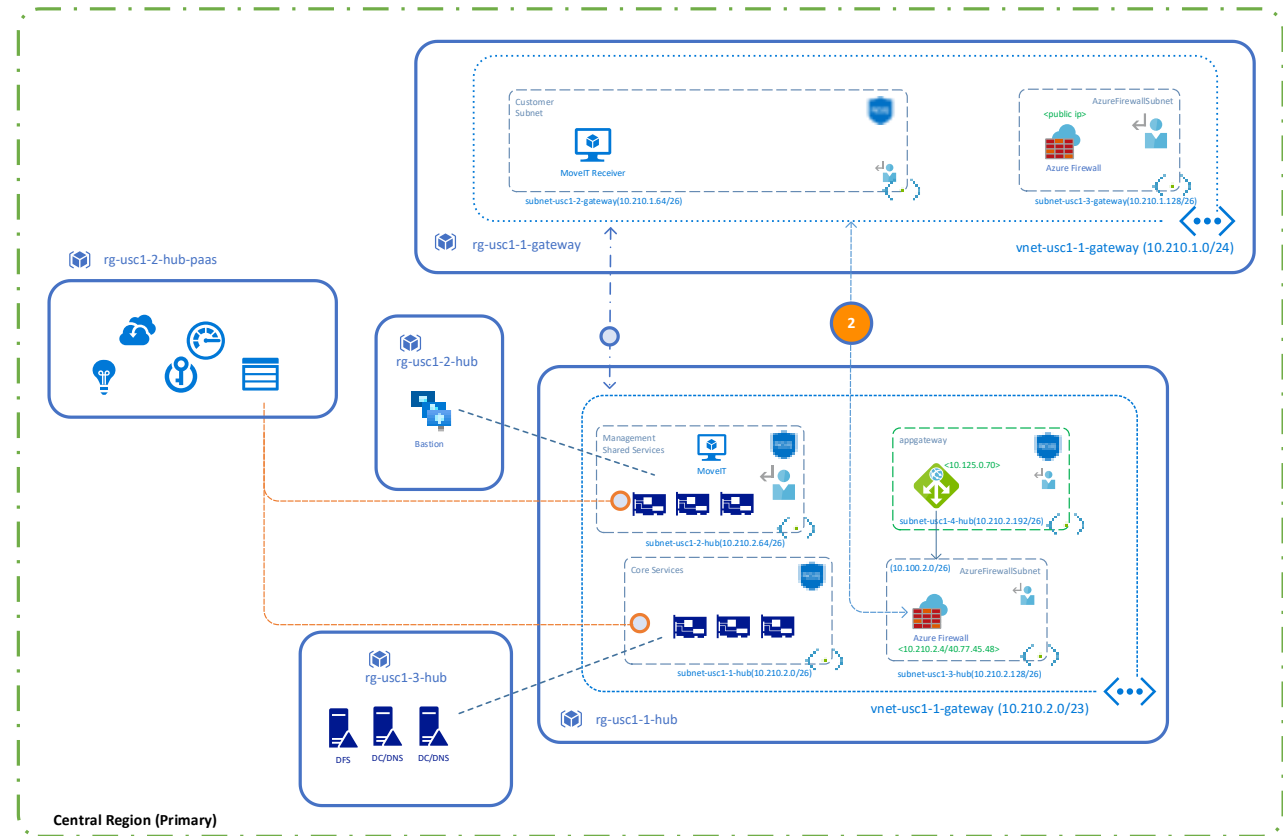 Customer
Subnet
MoveIT Receiver
subnet-usc1-2-gateway(10.210.1.64/26)
AzureFirewallSubnet
<public ip>
Azure Firewall
subnet-usc1-3-gateway(10.210.1.128/26)
rg-usc1-1-gateway
vnet-usc1-1-gateway (10.210.1.0/24)
rg-usc1-2-hub-paas
2
rg-usc1-2-hub
Bastion
Management
Shared Services
MoveIT
subnet-usc1-2-hub(10.210.2.64/26)
appgateway
<10.125.0.70>
subnet-usc1-4-hub(10.210.2.192/26)
Core Services
subnet-usc1-1-hub(10.210.2.0/26)
(10.100.2.0/26)
AzureFirewallSubnet
Azure Firewall
<10.210.2.4/40.77.45.48>
subnet-usc1-3-hub(10.210.2.128/26)
rg-usc1-3-hub
DFS
DC/DNS
DC/DNS
rg-usc1-1-hub
vnet-usc1-1-gateway (10.210.2.0/23)
Central Region (Primary)